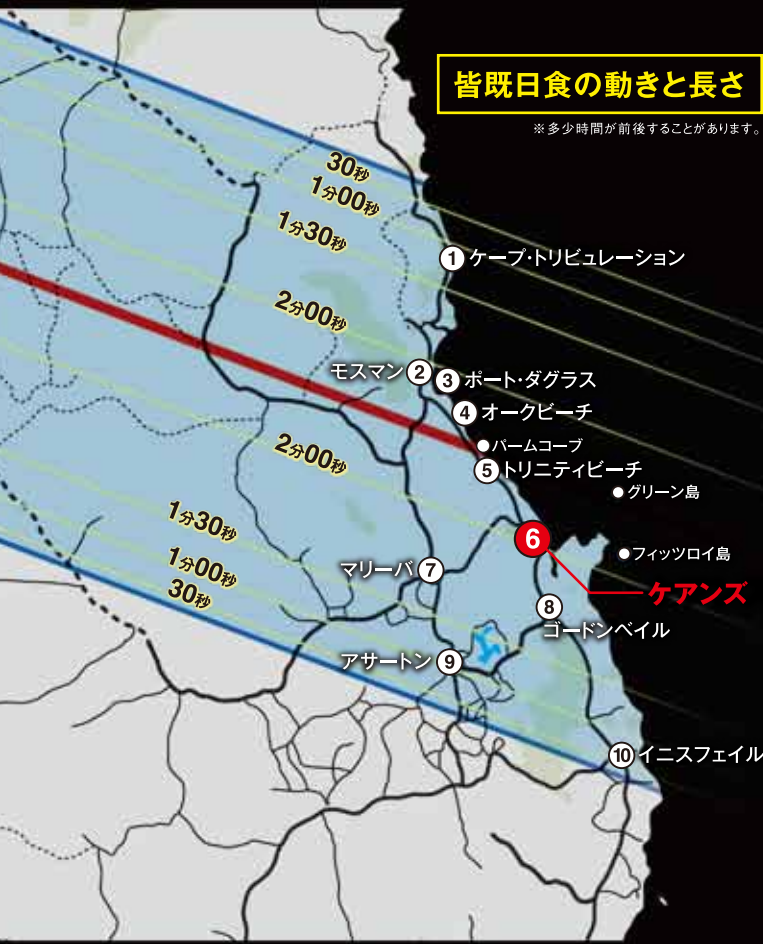 皆既日食の動きと長さ
※多少時間が前後することがあります。
30秒
1分00秒
1分30秒
2分00秒
① ケープ・トリビュレーション
モスマン ②
③ ポート・ダグラス
④ オークビーチ
パームコーブ
2分00秒
⑤ トリニティビーチ
グリーン島
1分30秒
6
フィッツロイ島
1分00秒
マリーバ ⑦
30秒
ケアンズ
⑧
ゴードンベイル
アサートン ⑨
⑩ イニスフェイル